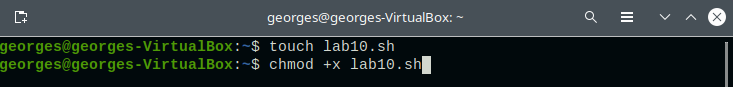 georges@georges-VirtualBox: ~
georges@georges-VirtualBox:~$ touch lab10.sh
georges@georges-VirtualBox:~$ chmod +x lab10.sh